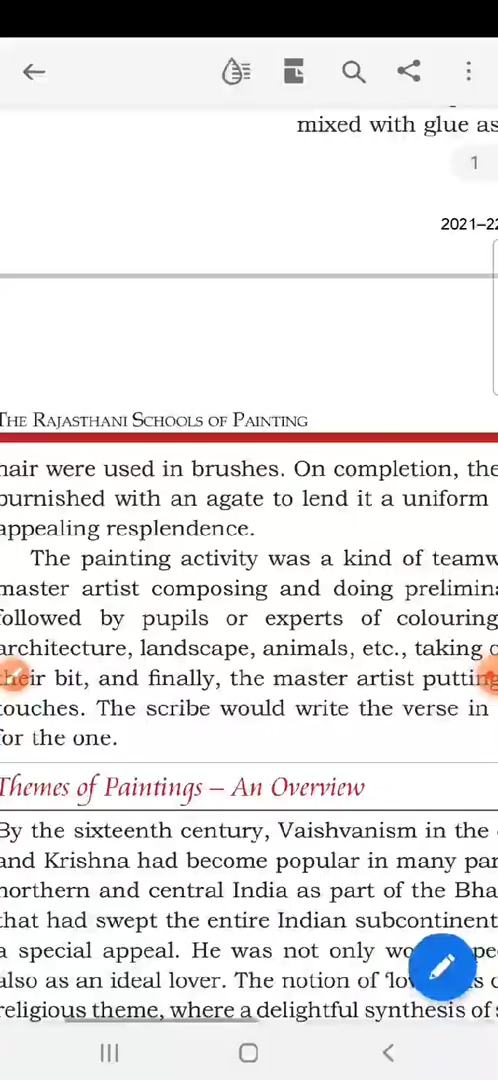 mixed with glue as
1
2021–22
THE RAJASTHANI SCHOOLS OF PAINTING
hair were used in brushes. On completion, the
burnished with an agate to lend it a uniform
appealing resplendence.
The painting activity was a kind of teamw
master artist composing and doing prelimina
followed by pupils or experts of colouring
architecture, landscape, animals, etc., taking
their bit, and finally, the master artist putting
touches. The scribe would write the verse in
for the one.
Themes of Paintings – An Overview
By the sixteenth century, Vaishvanism in the
and Krishna had become popular in many par
northern and central India as part of the Bha
that had swept the entire Indian subcontinent
a special appeal. He was not only wo
also as an ideal lover. The notion of 'lov
religious theme, where a delightful synthesis of